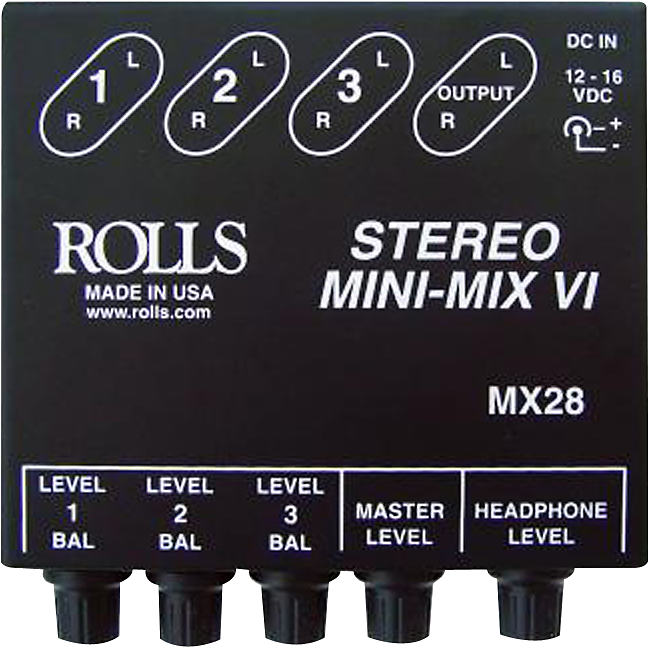 1 L R
2 L R
3 L R
OUTPUT L R
DC IN
12 - 16
VDC
+
-
ROLLS
MADE IN USA
www.rolls.com
STEREO
MINI-MIX VI
MX28
LEVEL
1
BAL
LEVEL
2
BAL
LEVEL
3
BAL
MASTER
LEVEL
HEADPHONE
LEVEL